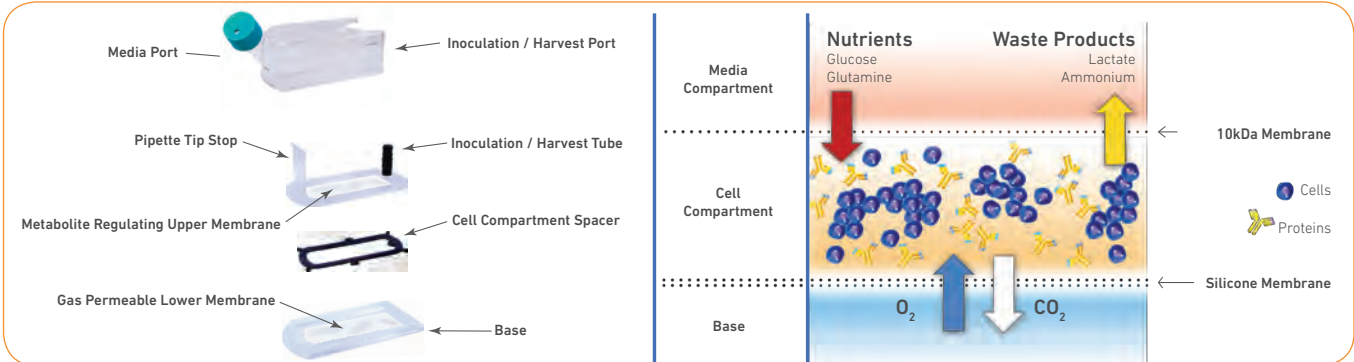 Media Port
Inoculation / Harvest Port
Pipette Tip Stop
Inoculation / Harvest Tube
Metabolite Regulating Upper Membrane
Cell Compartment Spacer
Gas Permeable Lower Membrane
Base
Media
Compartment
Cell
Compartment
Base
Nutrients
Glucose
Glutamine
Waste Products
Lactate
Ammonium
O₂
CO₂
10kDa Membrane
Cells
Proteins
Silicone Membrane